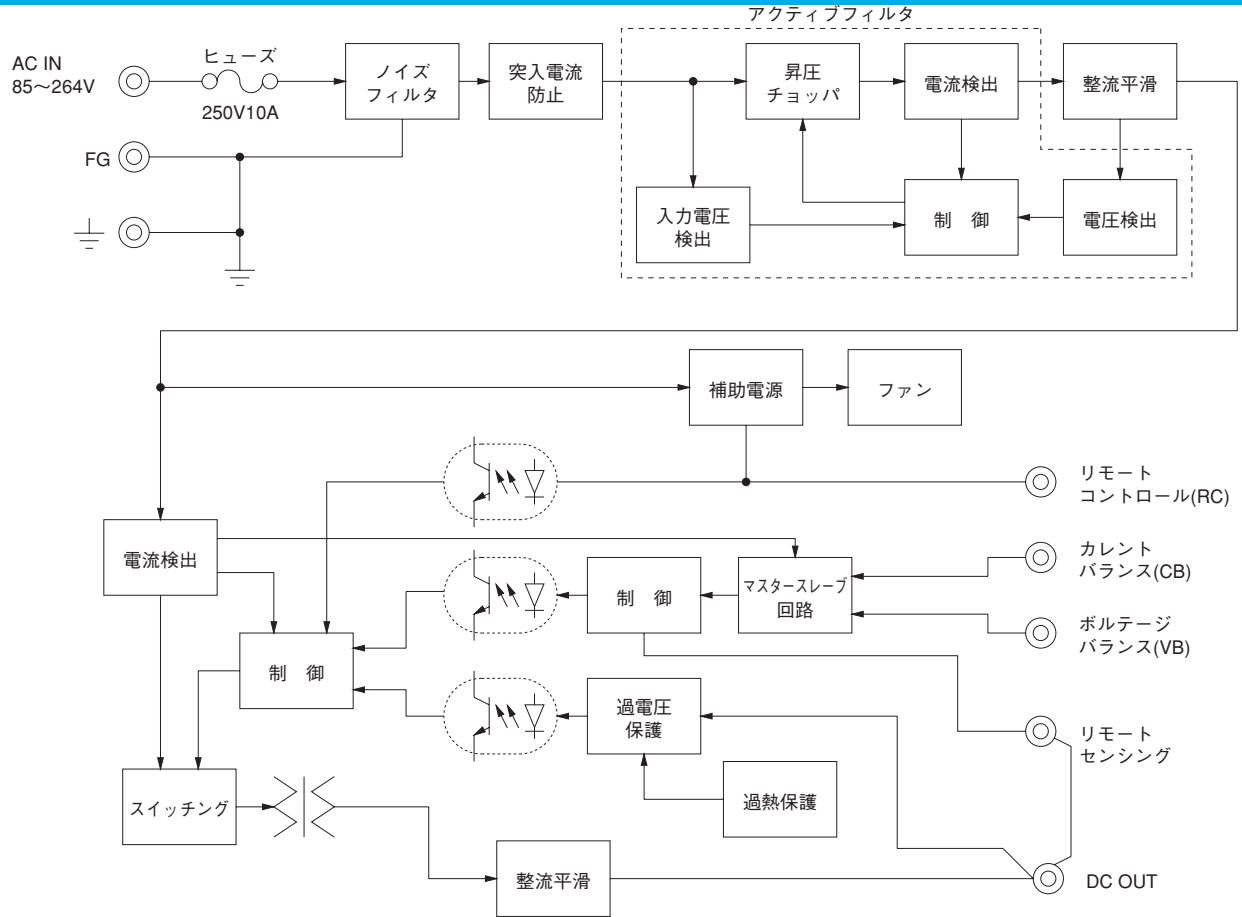 アクティブフィルタ
AC IN
85~264V
ヒューズ
250V10A
ノイズ
フィルタ
突入電流
防止
昇圧
チョッパ
電流検出
整流平滑
FG
入力電圧
検出
制 御
電圧検出
補助電源
ファン
リモート
コントロール(RC)
電流検出
カレント
バランス(CB)
制 御
マスタースレーブ
回路
ボルテージ
バランス(VB)
制 御
過電圧
保護
リモート
センシング
スイッチング
過熱保護
整流平滑
DC OUT